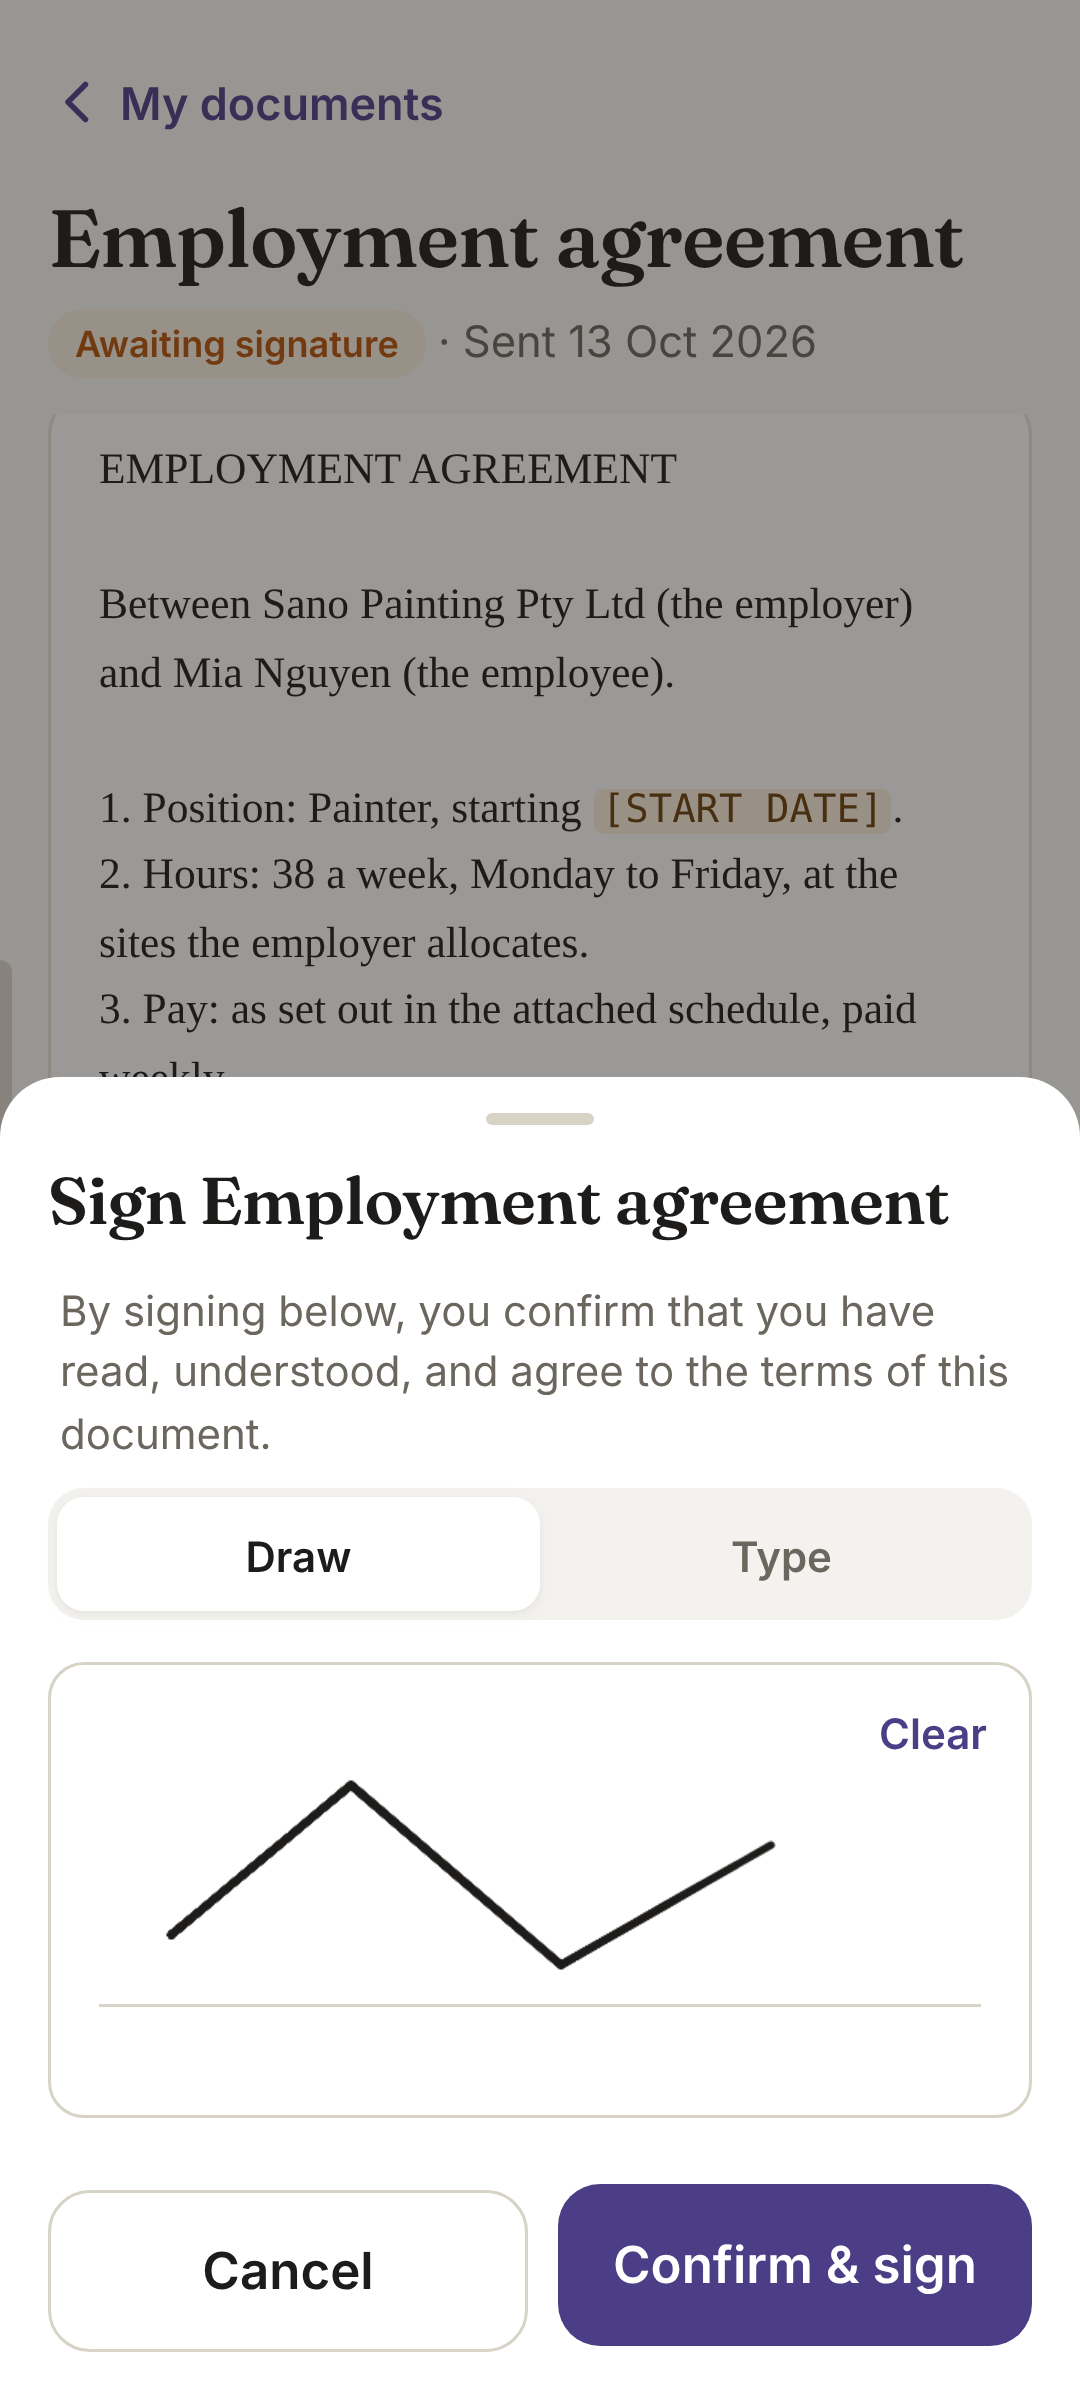 My documents
Employment agreement
Awaiting signature · Sent 13 Oct 2026
EMPLOYMENT AGREEMENT
Between Sano Painting Pty Ltd (the employer)
and Mia Nguyen (the employee).
1. Position: Painter, starting [START DATE].
2. Hours: 38 a week, Monday to Friday, at the
sites the employer allocates.
3. Pay: as set out in the attached schedule, paid
weekly
Sign Employment agreement
By signing below, you confirm that you have
read, understood, and agree to the terms of this
document.
Draw Type
Clear
Cancel Confirm & sign